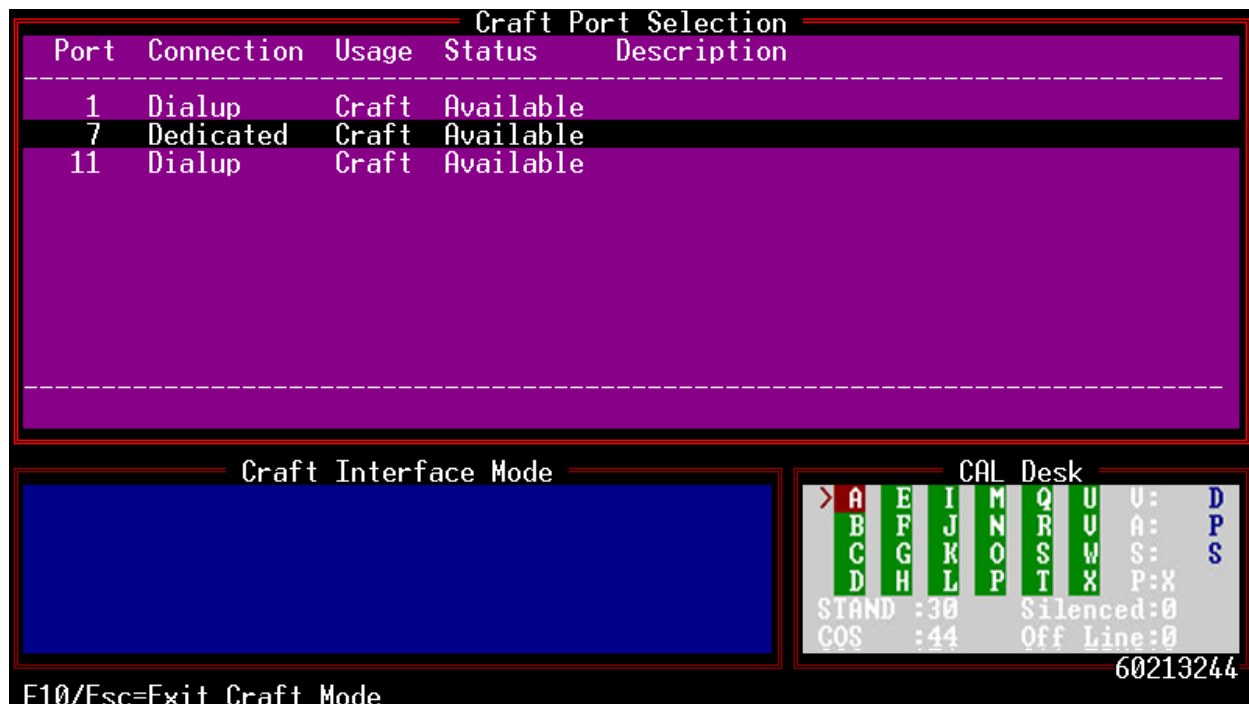 Craft Port Selection
Port Connection Usage Status Description
1 Dialup Craft Available
7 Dedicated Craft Available
11 Dialup Craft Available
Craft Interface Mode
CAL Desk
> A E I M Q U V: D
B F J N R V A: P
C G K O S W S: S
D H L P T X P:X
STAND :30 Silenced:0
COS :44 Off Line:0
60213244
F10/Esc=Exit Craft Mode